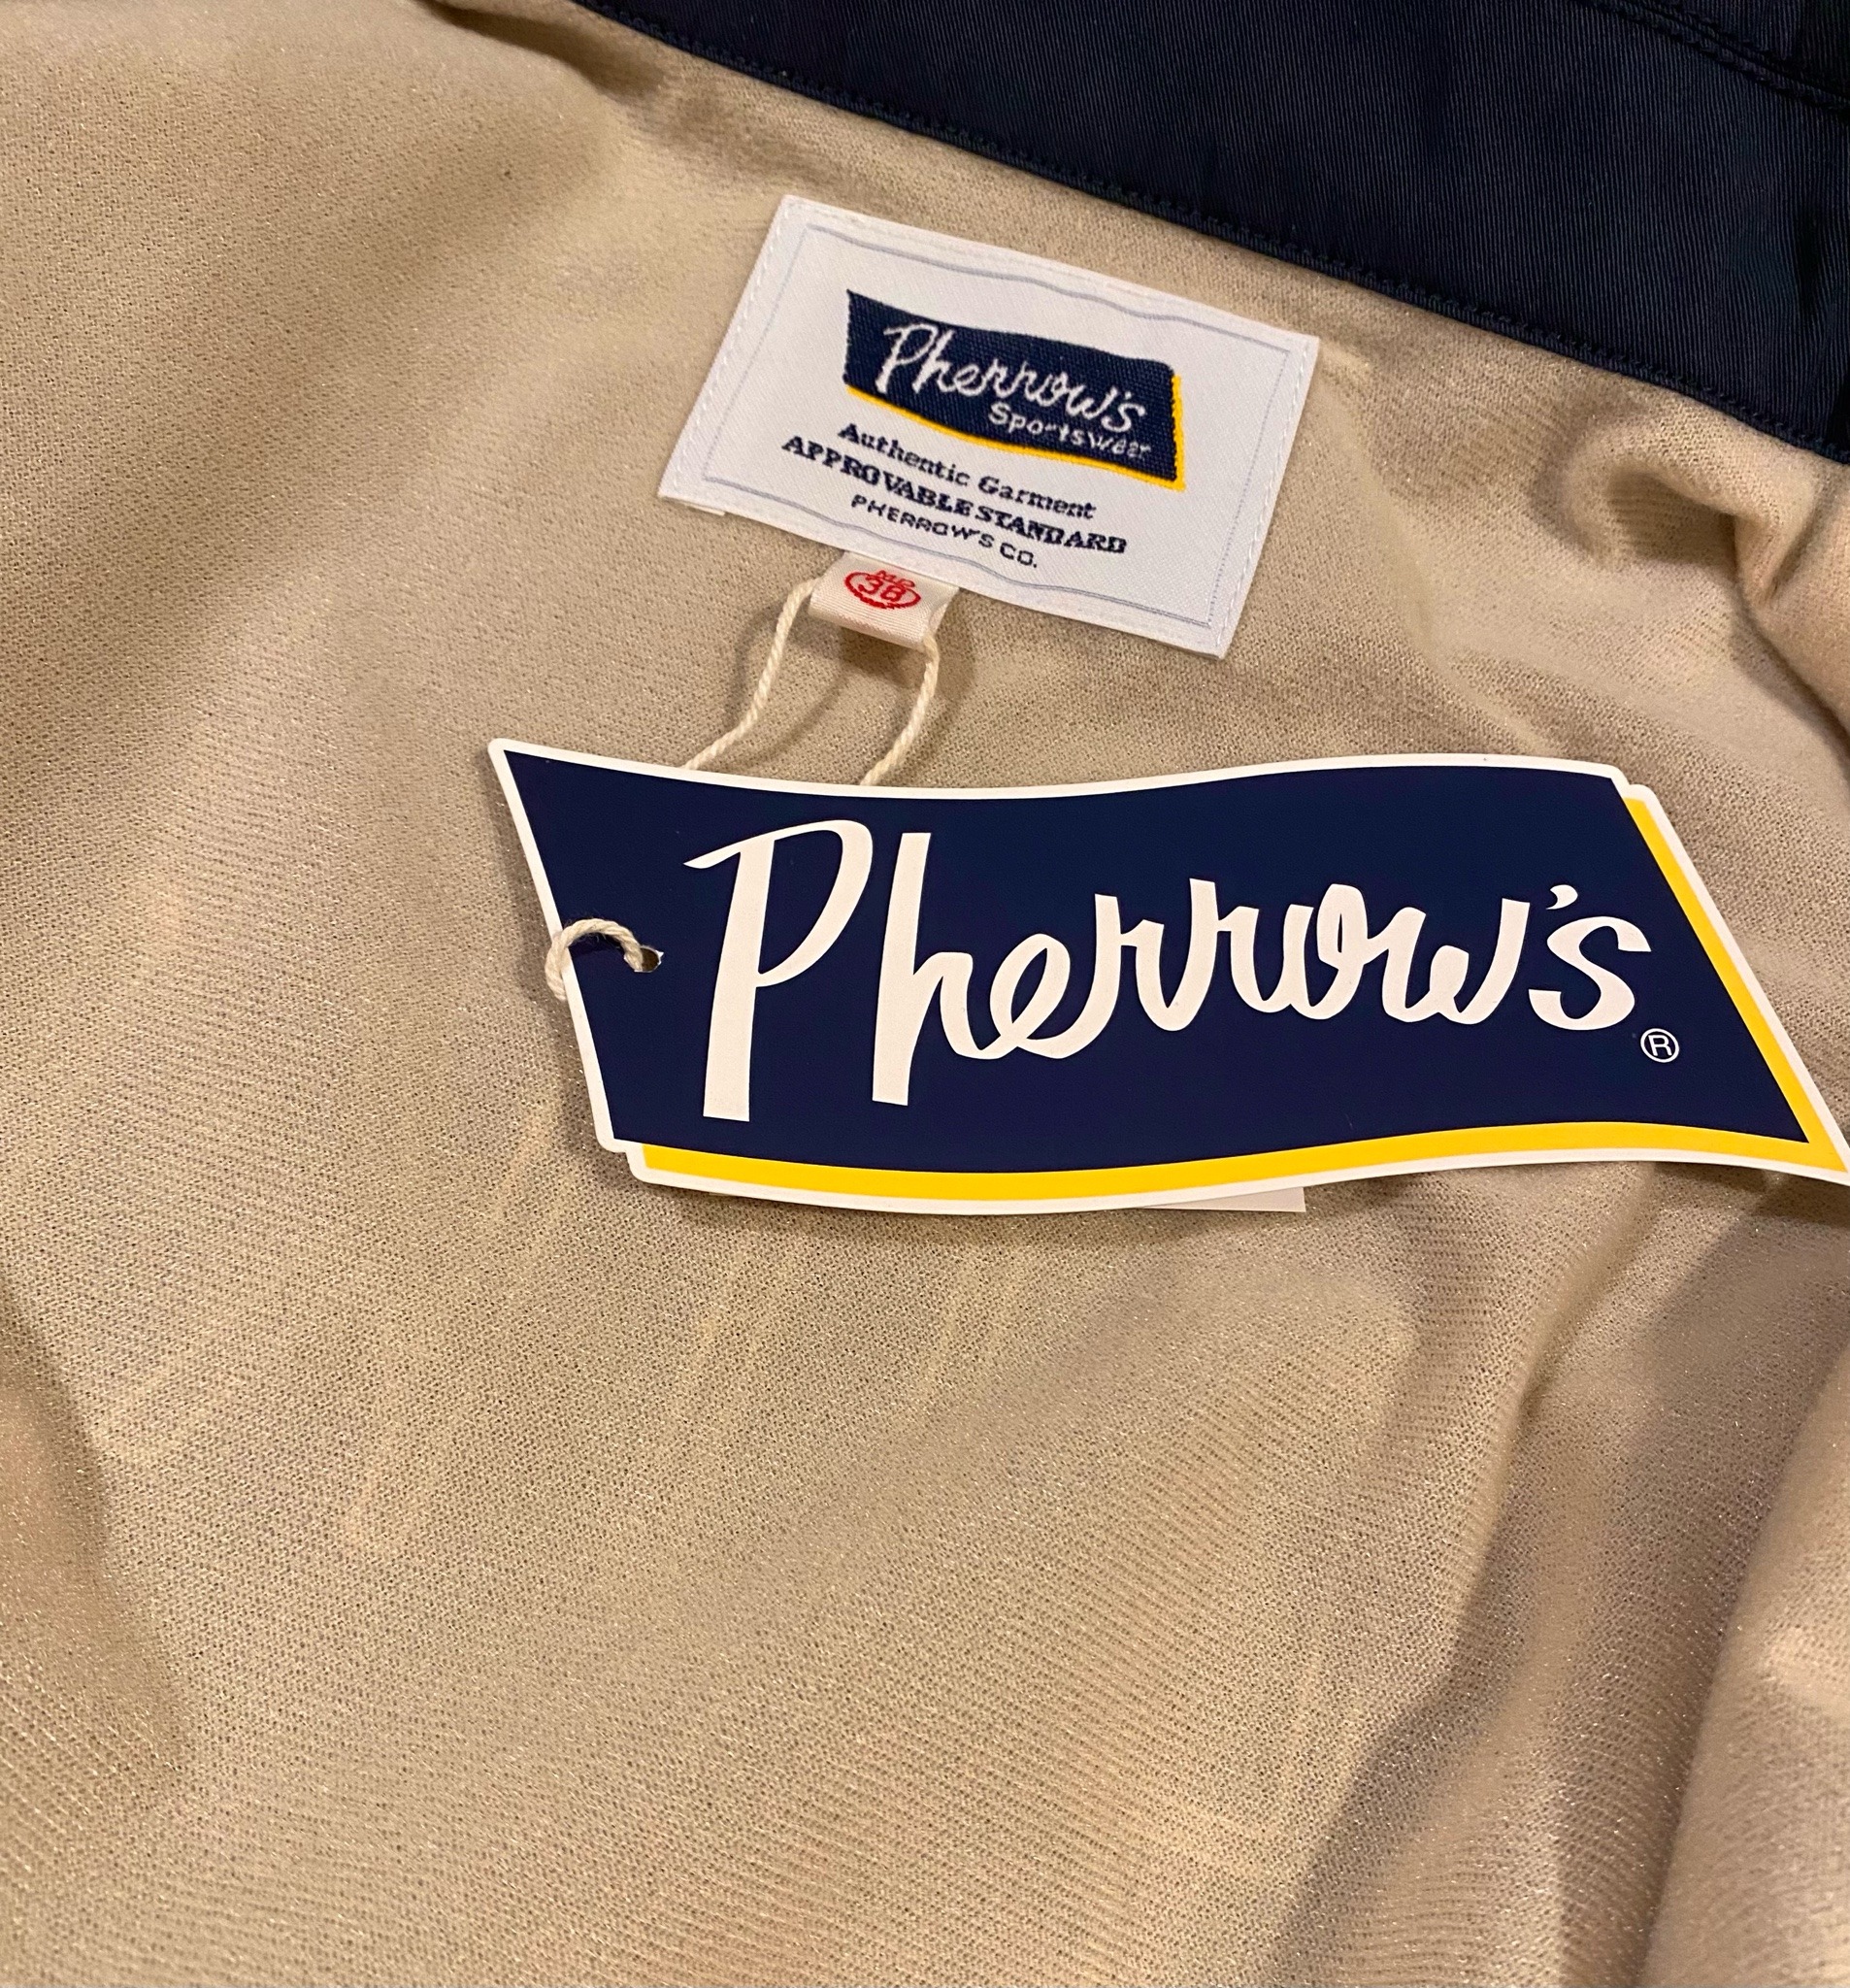 Pherrow's
Sportswear
Authentic Garment
APPROVABLE STANDARD
PHERROW'S CO.
38
Pherrow's
®